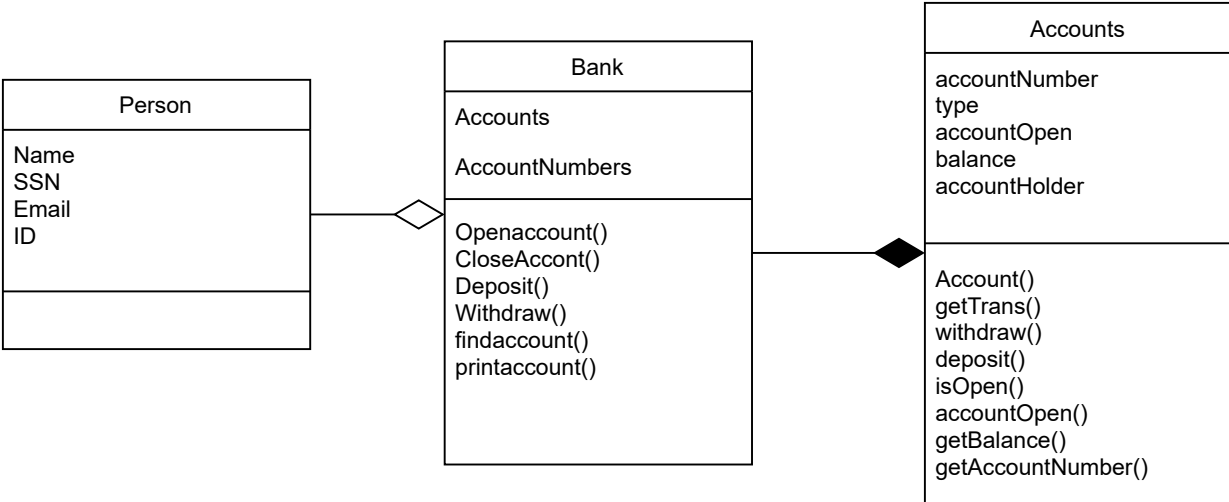 Person
Name
SSN
Email
ID
Bank
Accounts
AccountNumbers
Openaccount()
CloseAccont()
Deposit()
Withdraw()
findaccount()
printaccount()
Accounts
accountNumber
type
accountOpen
balance
accountHolder
Account()
getTrans()
withdraw()
deposit()
isOpen()
accountOpen()
getBalance()
getAccountNumber()